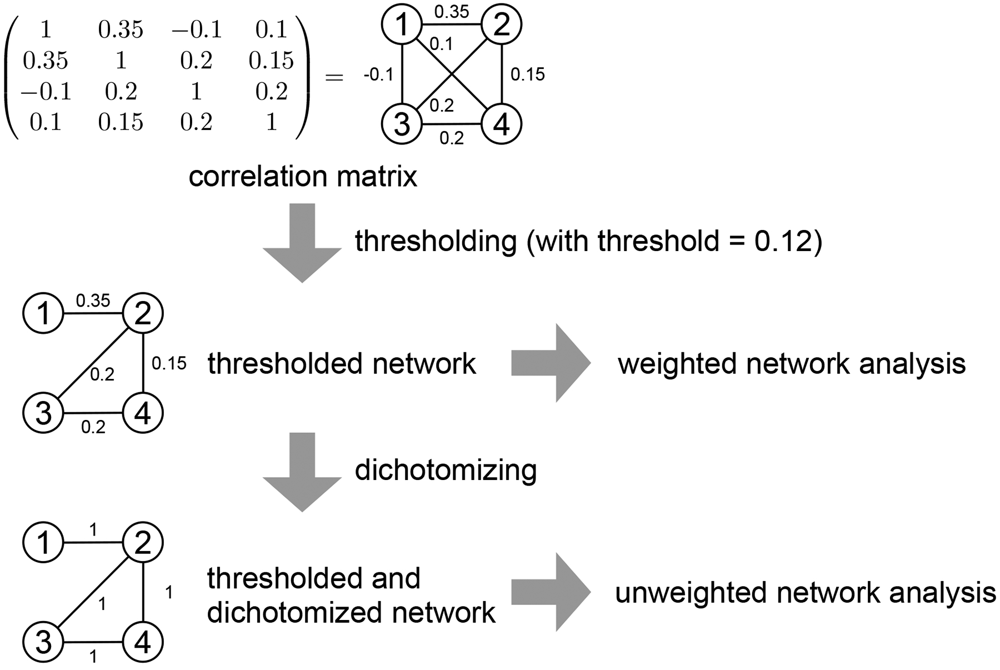 1 0.35 −0.1 0.1
0.35 1 0.2 0.15
−0.1 0.2 1 0.2
0.1 0.15 0.2 1
=
1 0.35 2
0.1
-0.1 0.15
0.2
3 0.2 4
correlation matrix
thresholding (with threshold = 0.12)
1 0.35 2
0.15
0.2
3 0.2 4
thresholded network
weighted network analysis
dichotomizing
1 1 2
1
1
3 1 4
thresholded and
dichotomized network
unweighted network analysis